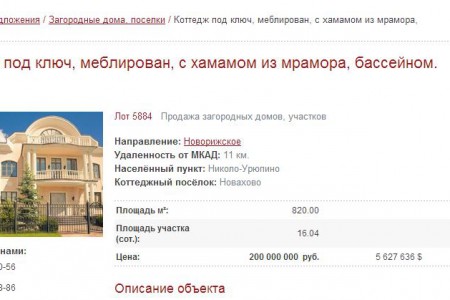 дложения / Загородные дома, поселки / Коттедж под ключ, меблирован, с хамамом из мрамора,
под ключ, меблирован, с хамамом из мрамора, бассейном.
Лот 5884 Продажа загородных домов, участков
Направление: Новорижское
Удаленность от МКАД: 11 км.
Населённый пункт: Николо-Урюпино
Коттеджный посёлок: Новахово
Площадь м²: 820.00
Площадь участка
(сот.): 16.04
Цена: 200 000 000 руб. 5 627 636 $
нами:
0-56
3-86
Описание объекта